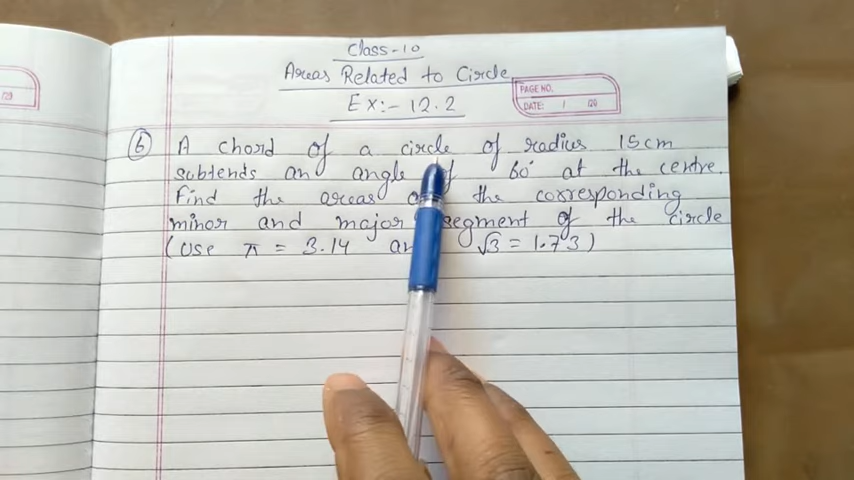 Class-10
Areas Related to Circle
Ex:- 12.2
PAGE NO.
DATE: / /20
⑥ A chord of a circle of radius 15cm
subtends an angle of 60° at the centre.
Find the areas the corresponding
minor and major segment of the circle
(Use π = 3.14 √3 = 1.73)